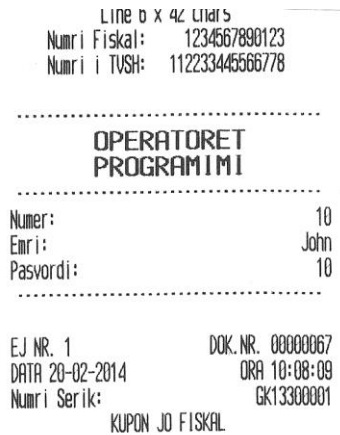 Line 6 x 42 chars
Numri Fiskal: 1234567890123
Numri i TVSH: 112233445566778
OPERATORET
PROGRAMIMI
Numer: 10
Emri: John
Pasvordi: 10
EJ NR. 1 DOK.NR. 00000067
DATA 20-02-2014 ORA 10:08:09
Numri Serik: GK13300001
KUPON JO FISKAL